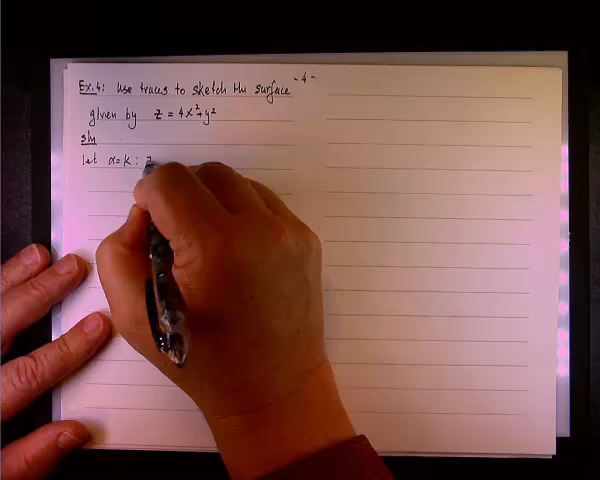 - 4 -
Ex. 4: Use traces to sketch the surface
given by z = 4x² + y²
sln
let x = k : z